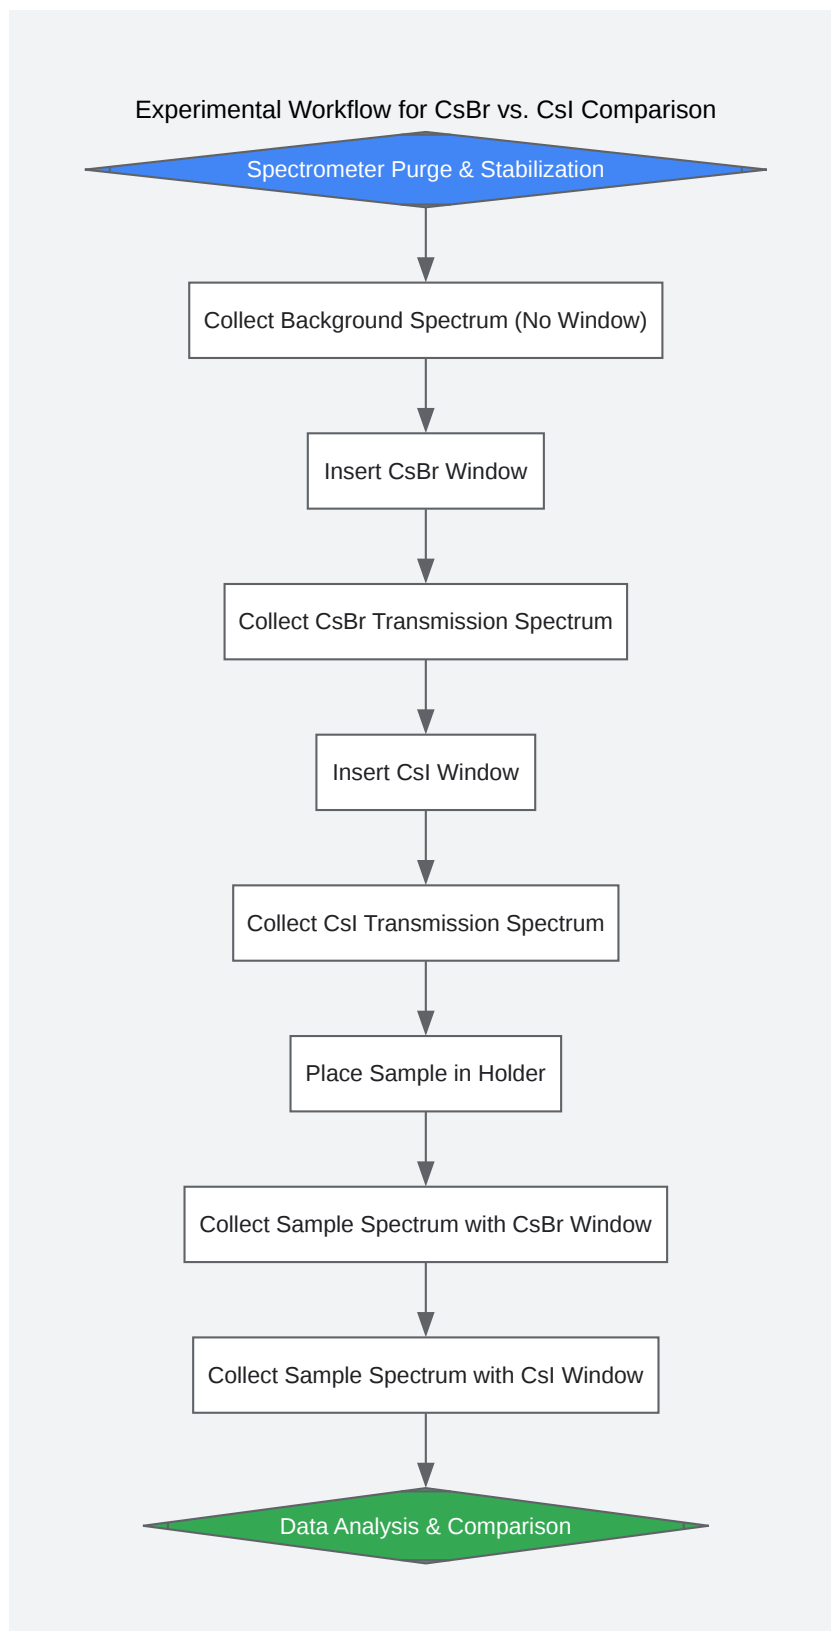 Experimental Workflow for CsBr vs. CsI Comparison
Spectrometer Purge & Stabilization
Collect Background Spectrum (No Window)
Insert CsBr Window
Collect CsBr Transmission Spectrum
Insert CsI Window
Collect CsI Transmission Spectrum
Place Sample in Holder
Collect Sample Spectrum with CsBr Window
Collect Sample Spectrum with CsI Window
Data Analysis & Comparison